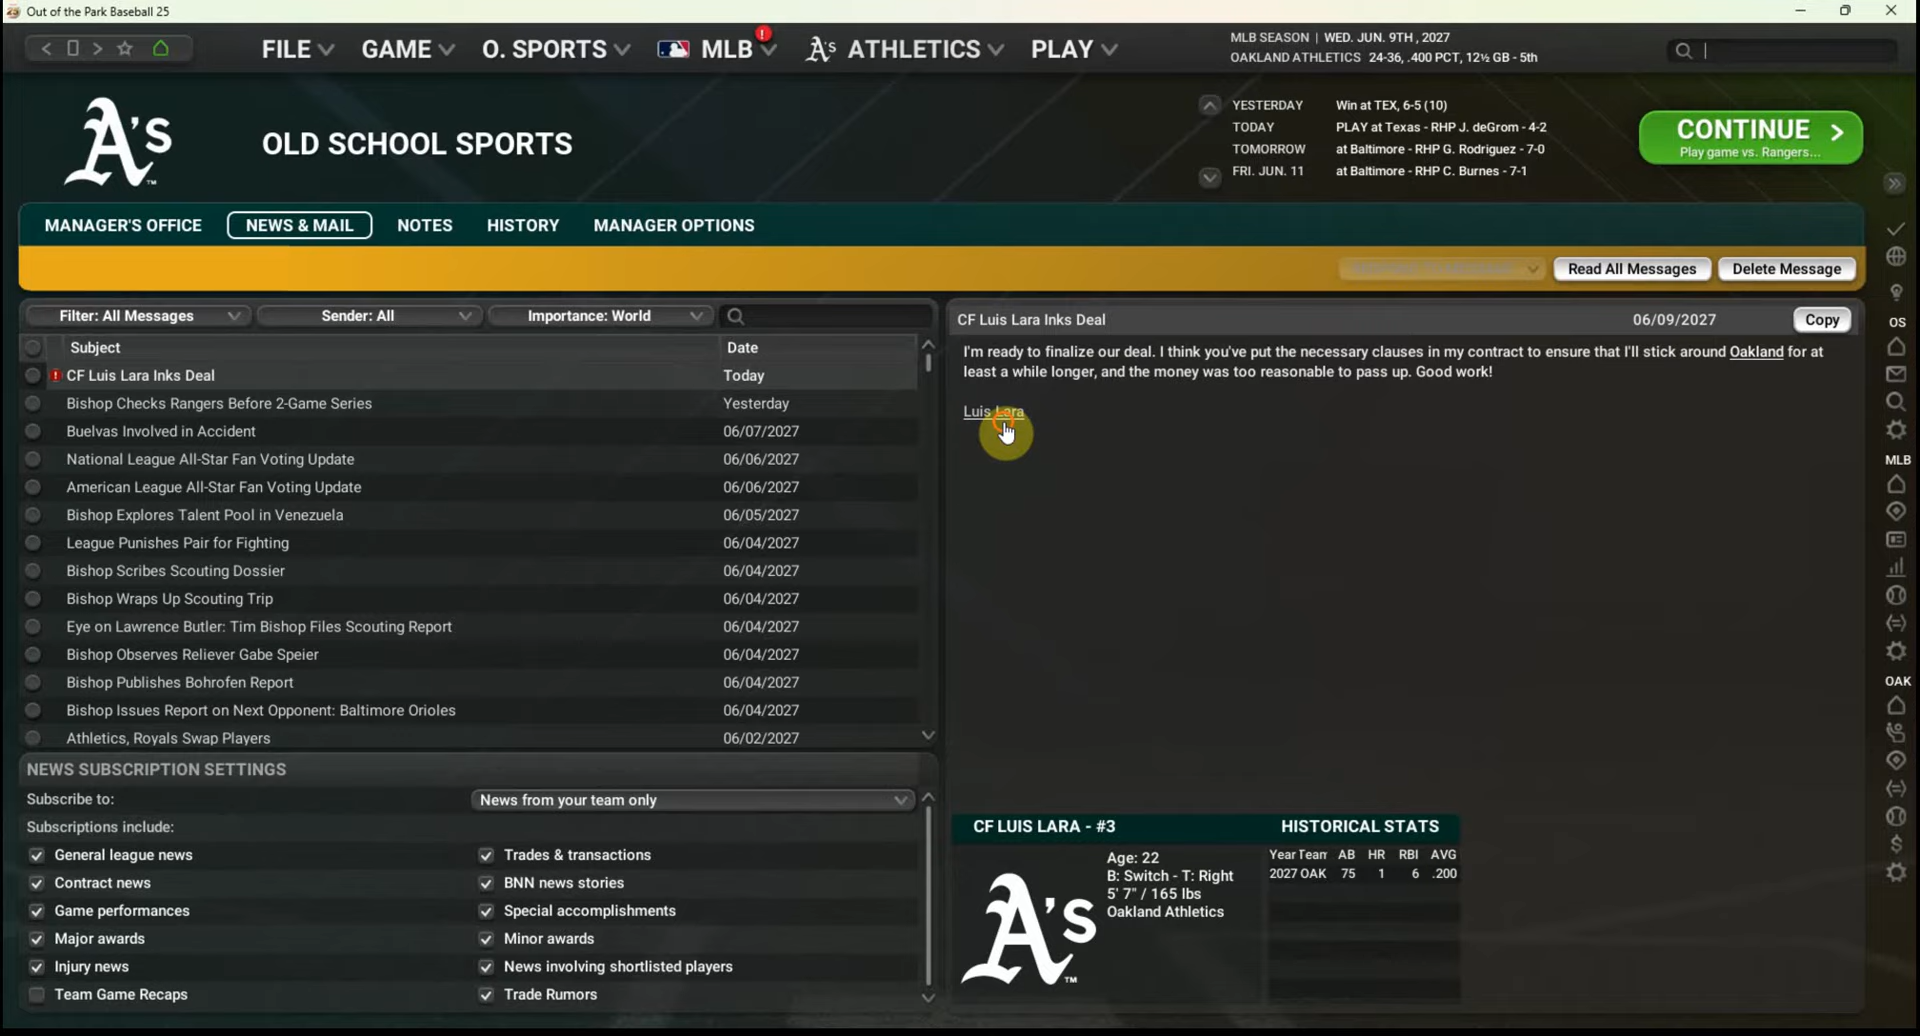 Out of the Park Baseball 25
FILE GAME O. SPORTS MLB ! A's ATHLETICS PLAY
MLB SEASON | WED. JUN. 9TH , 2027
OAKLAND ATHLETICS 24-36, .400 PCT, 12½ GB - 5th
A's
TM
OLD SCHOOL SPORTS
YESTERDAY Win at TEX, 6-5 (10)
TODAY PLAY at Texas - RHP J. deGrom - 4-2
TOMORROW at Baltimore - RHP G. Rodriguez - 7-0
FRI. JUN. 11 at Baltimore - RHP C. Burnes - 7-1
CONTINUE >
Play game vs. Rangers...
MANAGER'S OFFICE NEWS & MAIL NOTES HISTORY MANAGER OPTIONS
Read All Messages Delete Message
Filter: All Messages Sender: All Importance: World
Subject Date
! CF Luis Lara Inks Deal Today
Bishop Checks Rangers Before 2-Game Series Yesterday
Buelvas Involved in Accident 06/07/2027
National League All-Star Fan Voting Update 06/06/2027
American League All-Star Fan Voting Update 06/06/2027
Bishop Explores Talent Pool in Venezuela 06/05/2027
League Punishes Pair for Fighting 06/04/2027
Bishop Scribes Scouting Dossier 06/04/2027
Bishop Wraps Up Scouting Trip 06/04/2027
Eye on Lawrence Butler: Tim Bishop Files Scouting Report 06/04/2027
Bishop Observes Reliever Gabe Speier 06/04/2027
Bishop Publishes Bohrofen Report 06/04/2027
Bishop Issues Report on Next Opponent: Baltimore Orioles 06/04/2027
Athletics, Royals Swap Players 06/02/2027
NEWS SUBSCRIPTION SETTINGS
Subscribe to: News from your team only
Subscriptions include:
General league news Trades & transactions
Contract news BNN news stories
Game performances Special accomplishments
Major awards Minor awards
Injury news News involving shortlisted players
Team Game Recaps Trade Rumors
CF Luis Lara Inks Deal 06/09/2027 Copy
I'm ready to finalize our deal. I think you've put the necessary clauses in my contract to ensure that I'll stick around Oakland for at
least a while longer, and the money was too reasonable to pass up. Good work!
Luis Lara
CF LUIS LARA - #3 HISTORICAL STATS
A's
TM
Age: 22
B: Switch - T: Right
5' 7" / 165 lbs
Oakland Athletics
Year Team AB HR RBI AVG
2027 OAK 75 1 6 .200
OS
MLB
OAK